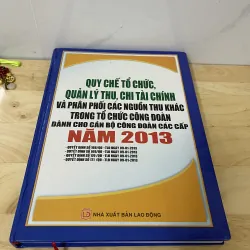 QUY CHẾ TỔ CHỨC,
QUẢN LÝ THU, CHI TÀI CHÍNH
VÀ PHÂN PHỐI CÁC NGUỒN THU KHÁC
TRONG TỔ CHỨC CÔNG ĐOÀN
DÀNH CHO CÁN BỘ CÔNG ĐOÀN CÁC CẤP
NĂM 2013
NHÀ XUẤT BẢN LAO ĐỘNG